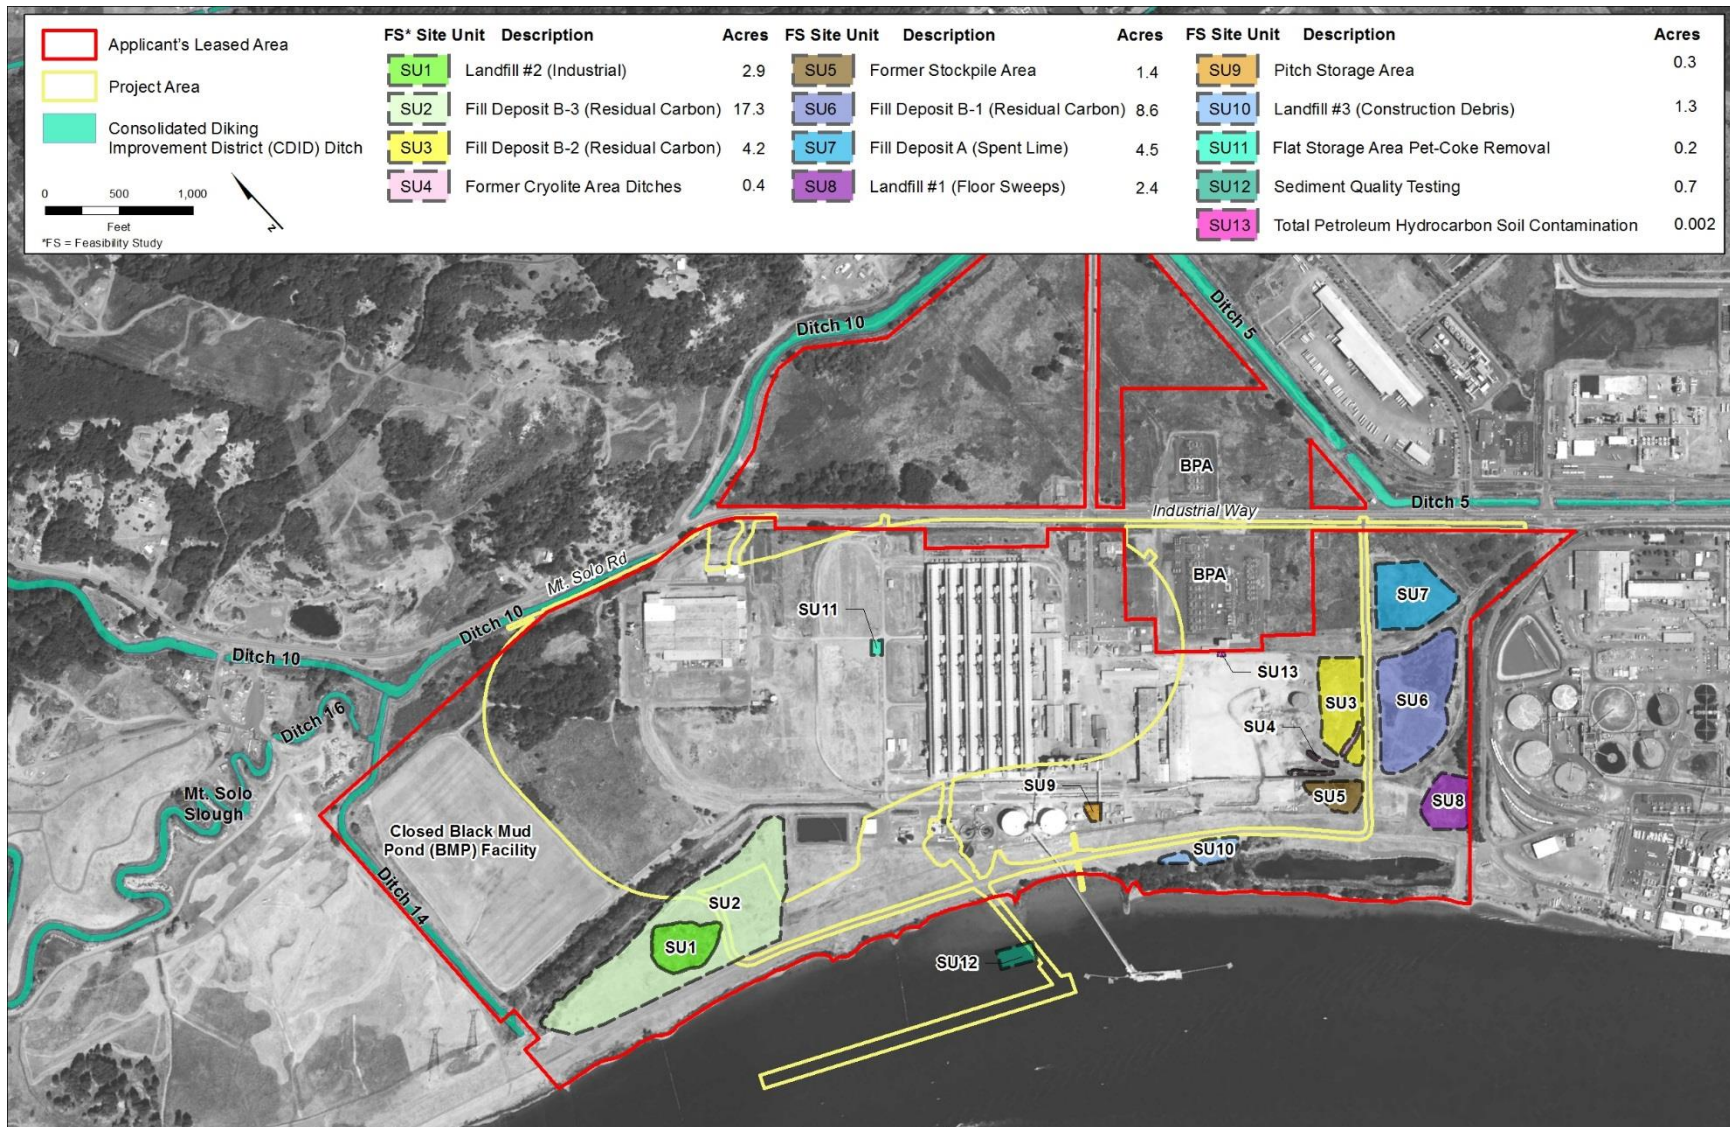 Applicant's Leased Area
Project Area
Consolidated Diking
Improvement District (CDID) Ditch
0 500 1,000
Feet
*FS = Feasibility Study
N
FS* Site Unit Description Acres
SU1 Landfill #2 (Industrial) 2.9
SU2 Fill Deposit B-3 (Residual Carbon) 17.3
SU3 Fill Deposit B-2 (Residual Carbon) 4.2
SU4 Former Cryolite Area Ditches 0.4
FS Site Unit Description Acres
SU5 Former Stockpile Area 1.4
SU6 Fill Deposit B-1 (Residual Carbon) 8.6
SU7 Fill Deposit A (Spent Lime) 4.5
SU8 Landfill #1 (Floor Sweeps) 2.4
FS Site Unit Description Acres
SU9 Pitch Storage Area 0.3
SU10 Landfill #3 (Construction Debris) 1.3
SU11 Flat Storage Area Pet-Coke Removal 0.2
SU12 Sediment Quality Testing 0.7
SU13 Total Petroleum Hydrocarbon Soil Contamination 0.002
Ditch 10
Ditch 5
BPA
Ditch 5
Industrial Way
Mt. Solo Rd
BPA
SU7
SU11
Ditch 10
Ditch 10
SU13
SU3
SU6
Ditch 16
SU4
Mt. Solo
Slough
SU9
SU5
SU8
Closed Black Mud
Pond (BMP) Facility
SU10
Ditch 14
SU2
SU1
SU12